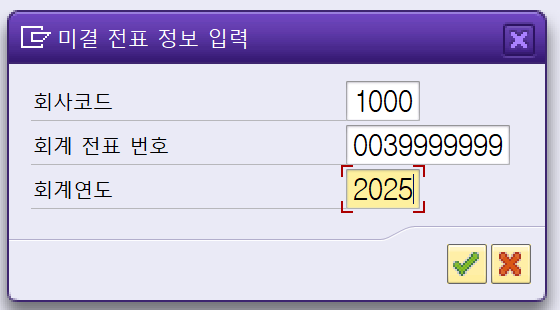 미결 전표 정보 입력
회사코드 1000
회계 전표 번호 0039999999
회계연도 2025